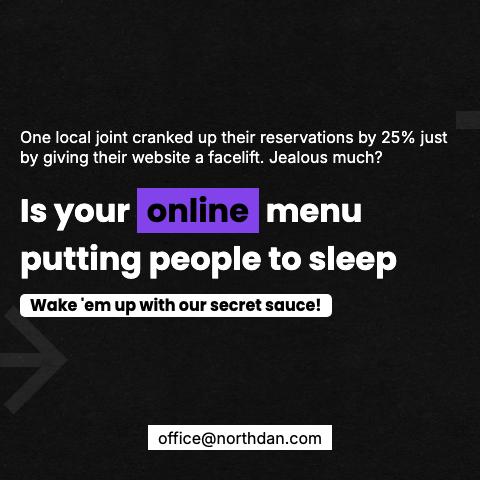 One local joint cranked up their reservations by 25% just
by giving their website a facelift. Jealous much?
Is your online menu
putting people to sleep
Wake 'em up with our secret sauce!
office@northdan.com